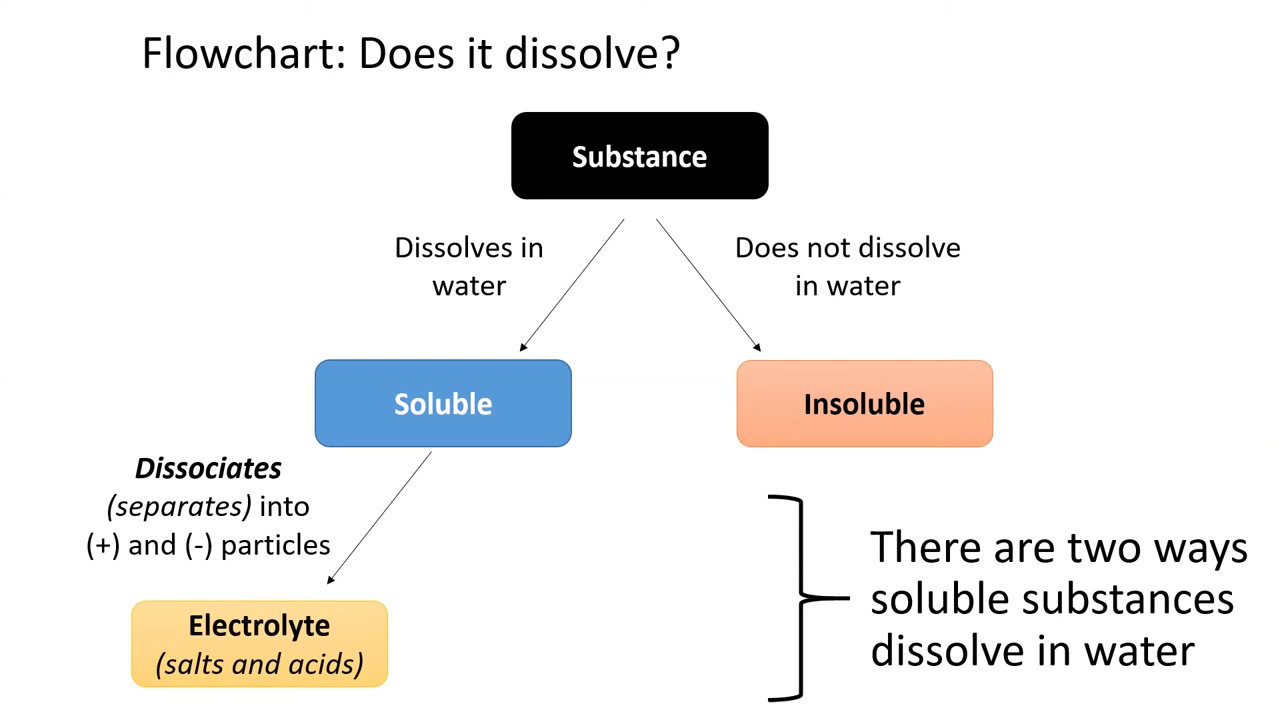 Flowchart: Does it dissolve?
Substance
Dissolves in
water
Does not dissolve
in water
Soluble
Insoluble
Dissociates
(separates) into
(+) and (-) particles
Electrolyte
(salts and acids)
There are two ways
soluble substances
dissolve in water